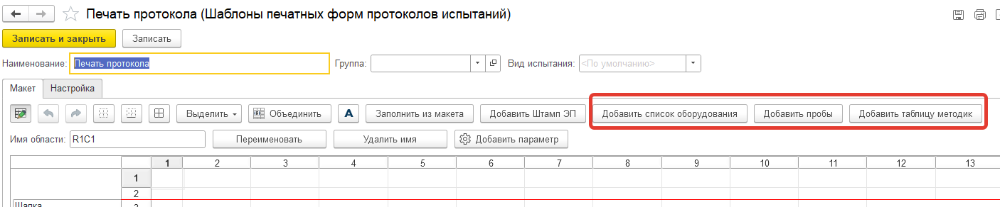 Печать протокола (Шаблоны печатных форм протоколов испытаний)
Записать и закрыть Записать
Наименование: Печать протокола Группа: Вид испытания: <По умолчанию>
Макет Настройка
Выделить Объединить А Заполнить из макета Добавить Штамп ЭП Добавить список оборудования Добавить пробы Добавить таблицу методик
Имя области: R1C1 Переименовать Удалить имя Добавить параметр
1 2 3 4 5 6 7 8 9 10 11 12 13
1
2
Шапка